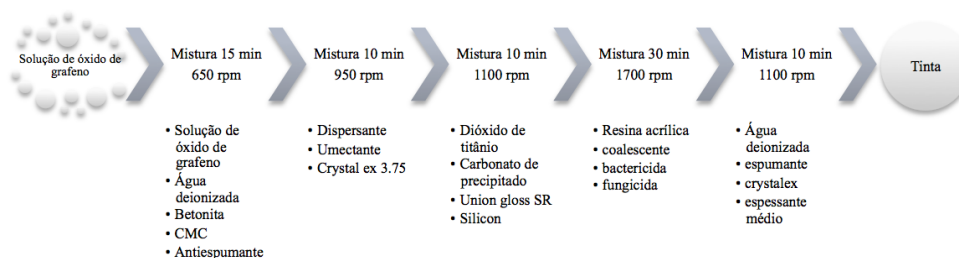 Solução de óxido de
grafeno
Mistura 15 min
650 rpm
Mistura 10 min
950 rpm
Mistura 10 min
1100 rpm
Mistura 30 min
1700 rpm
Mistura 10 min
1100 rpm
Tinta
• Solução de
óxido de
grafeno
• Água
deionizada
• Betonita
• CMC
• Antiespumante
• Dispersante
• Umectante
• Crystal ex 3.75
• Dióxido de
titânio
• Carbonato de
precipitado
• Union gloss SR
• Silicon
• Resina acrílica
• coalescente
• bactericida
• fungicida
• Água
deionizada
• espumante
• crystalex
• espessante
médio